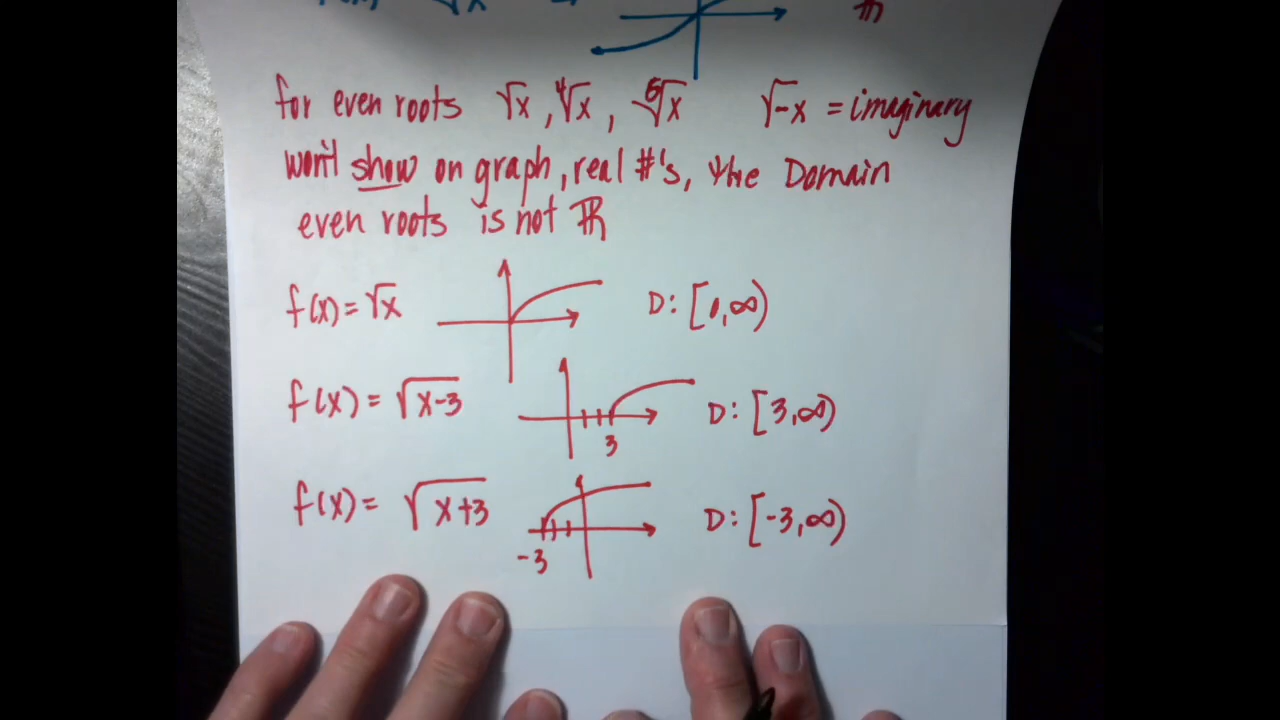 for even roots √x, ∜x, ⁶√x √-x = imaginary
won't show on graph, real #'s, the Domain
even roots is not ℝ
f(x) = √x D: [0,∞)
f(x) = √x-3 3 D: [3,∞)
f(x) = √x+3 -3 D: [-3,∞)